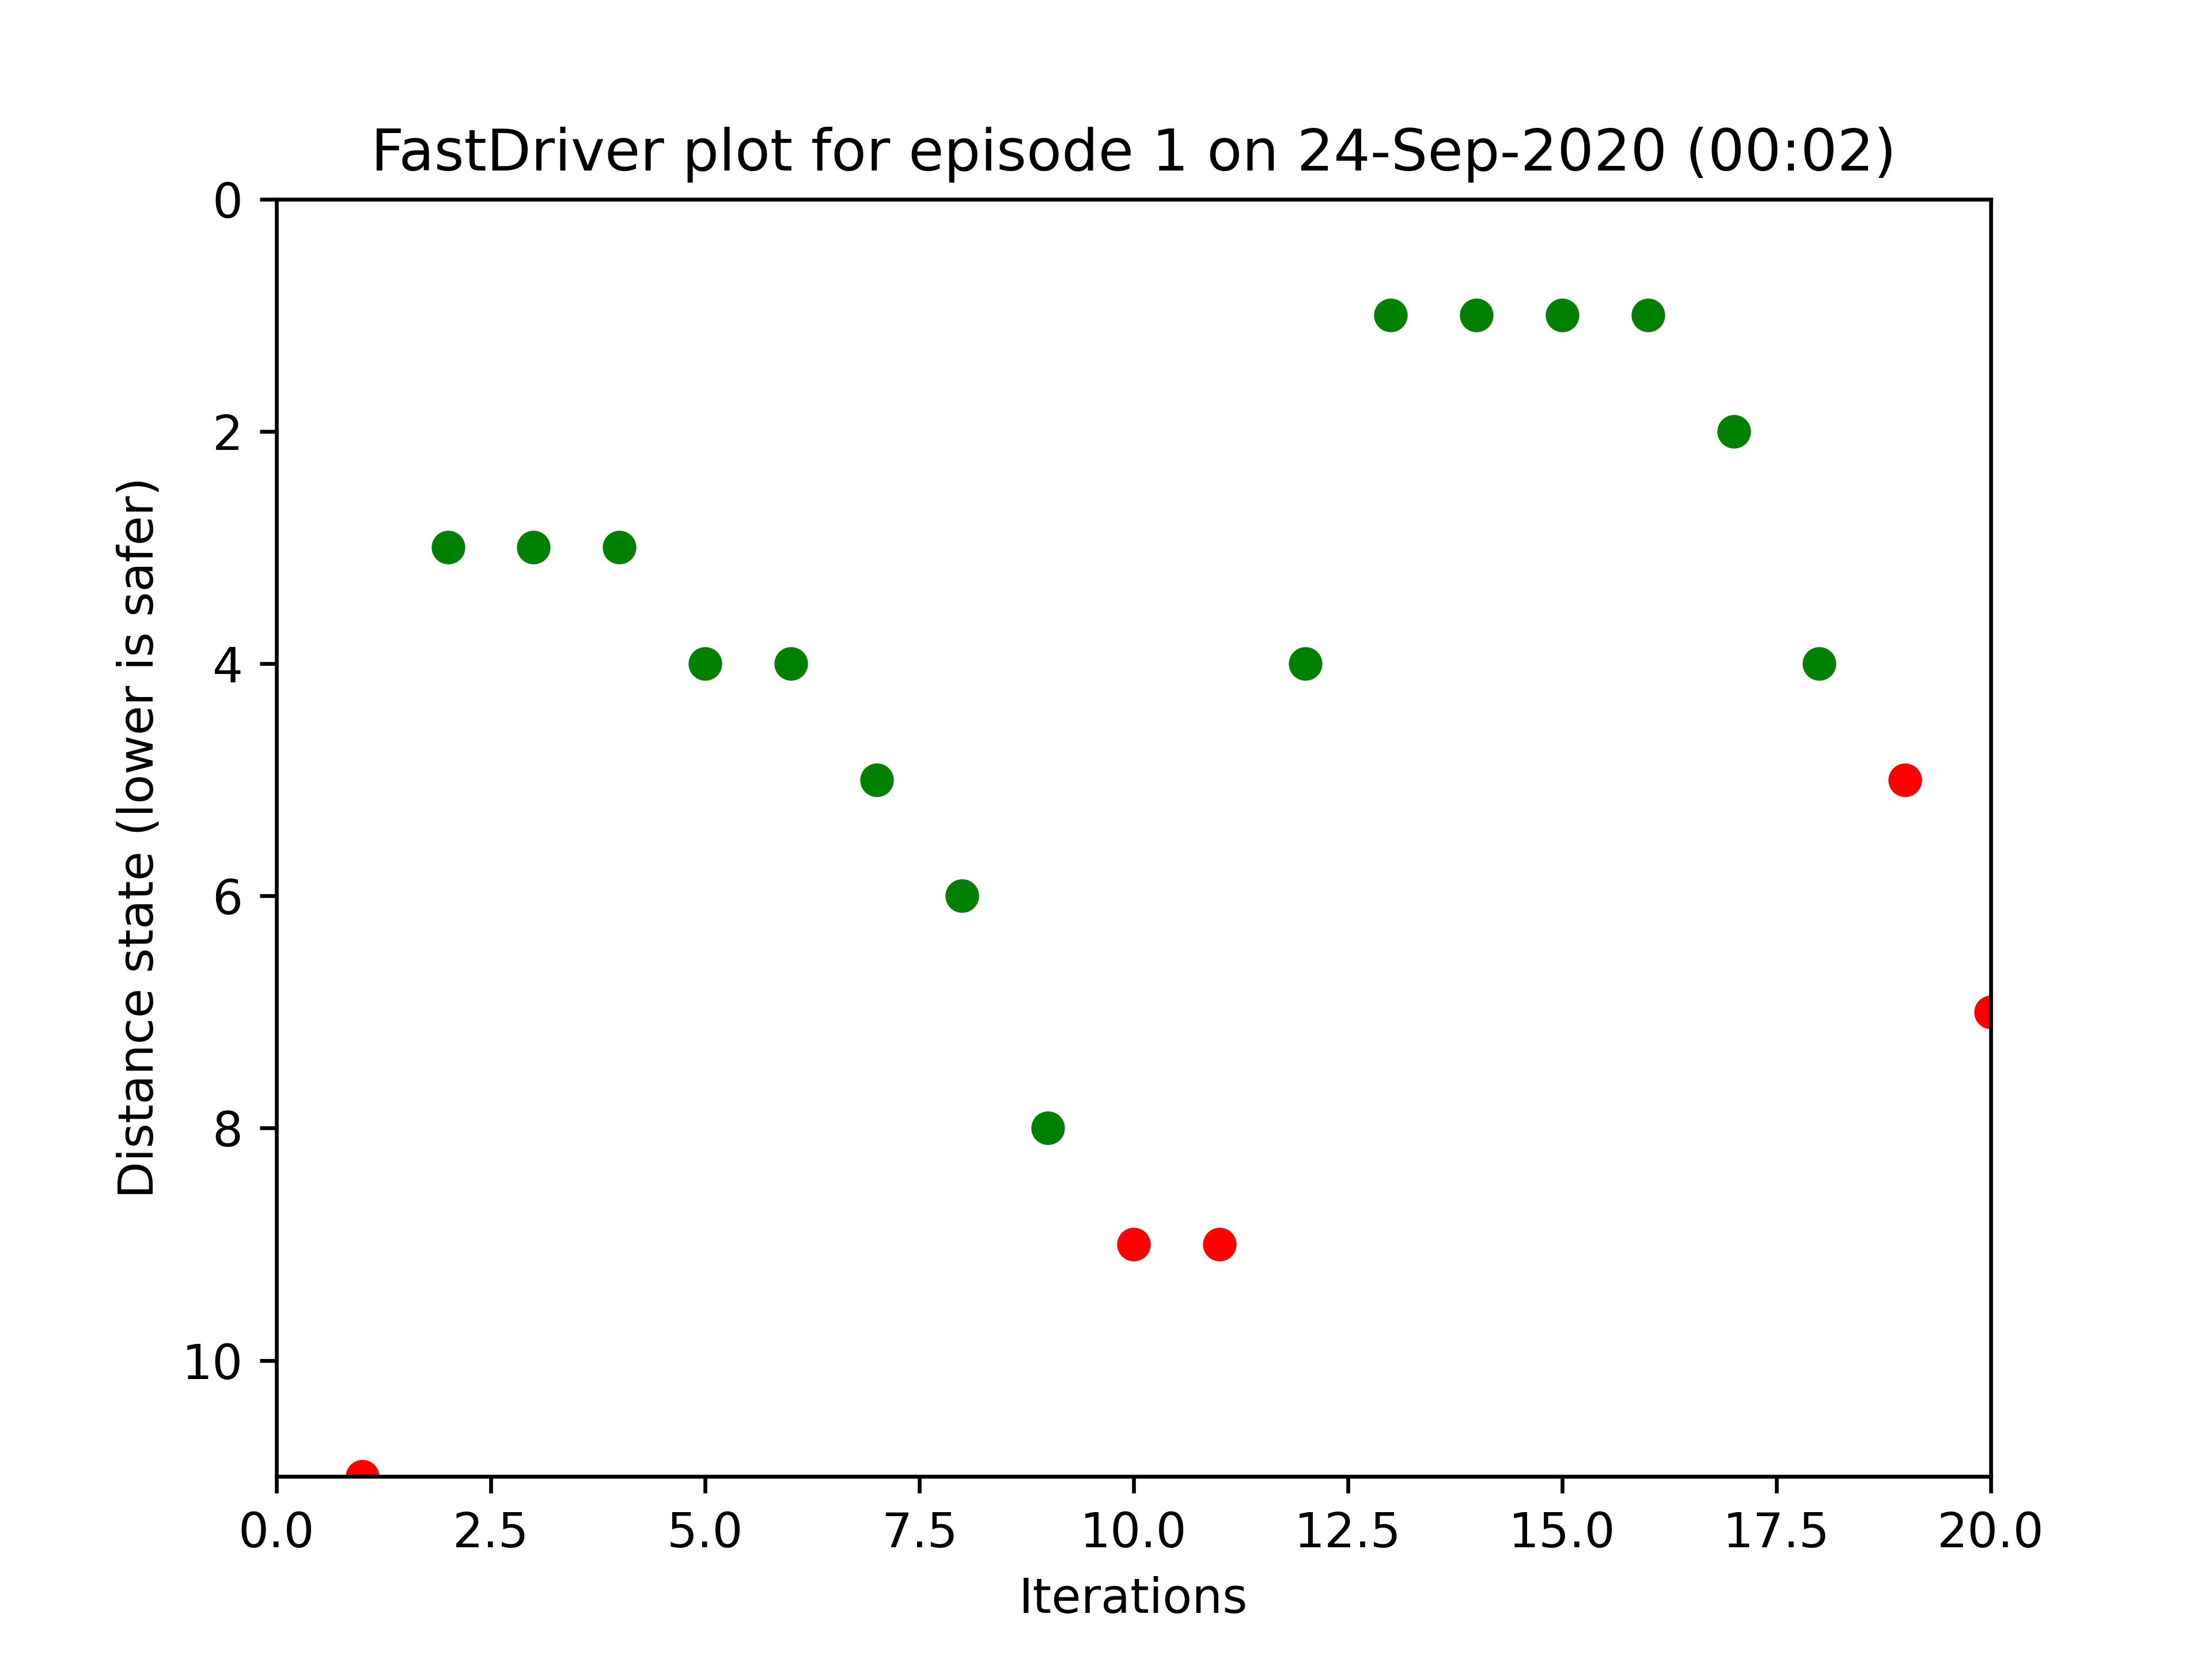 FastDriver plot for episode 1 on 24-Sep-2020 (00:02)
Distance state (lower is safer)
0
2
4
6
8
10
0.0 2.5 5.0 7.5 10.0 12.5 15.0 17.5 20.0
Iterations